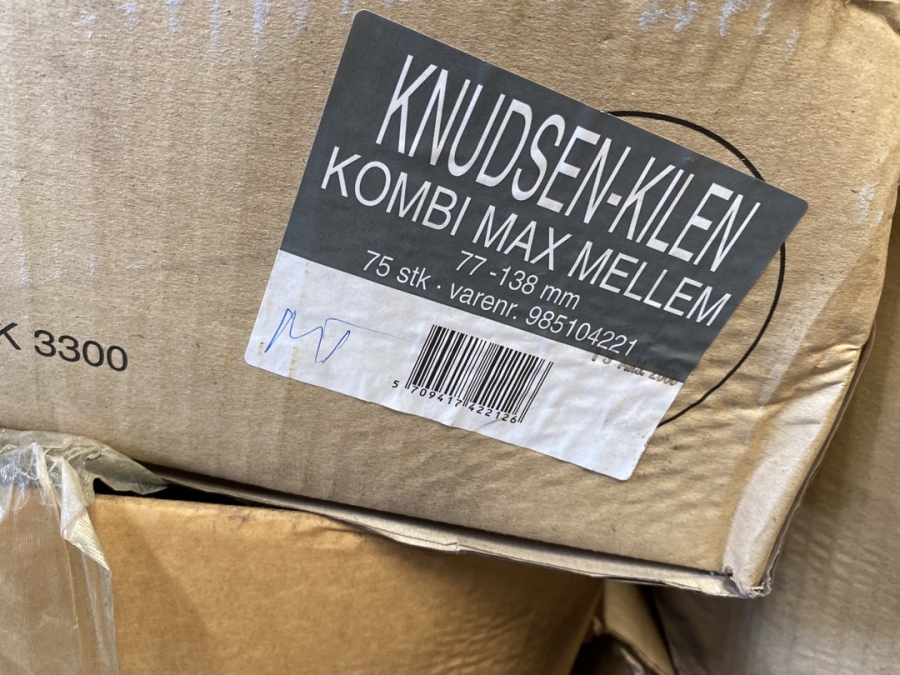 KNUDSEN-KILEN
KOMBI MAX MELLEM
77-138 mm
75 stk · varenr. 985104221
5 709417 422126
K 3300